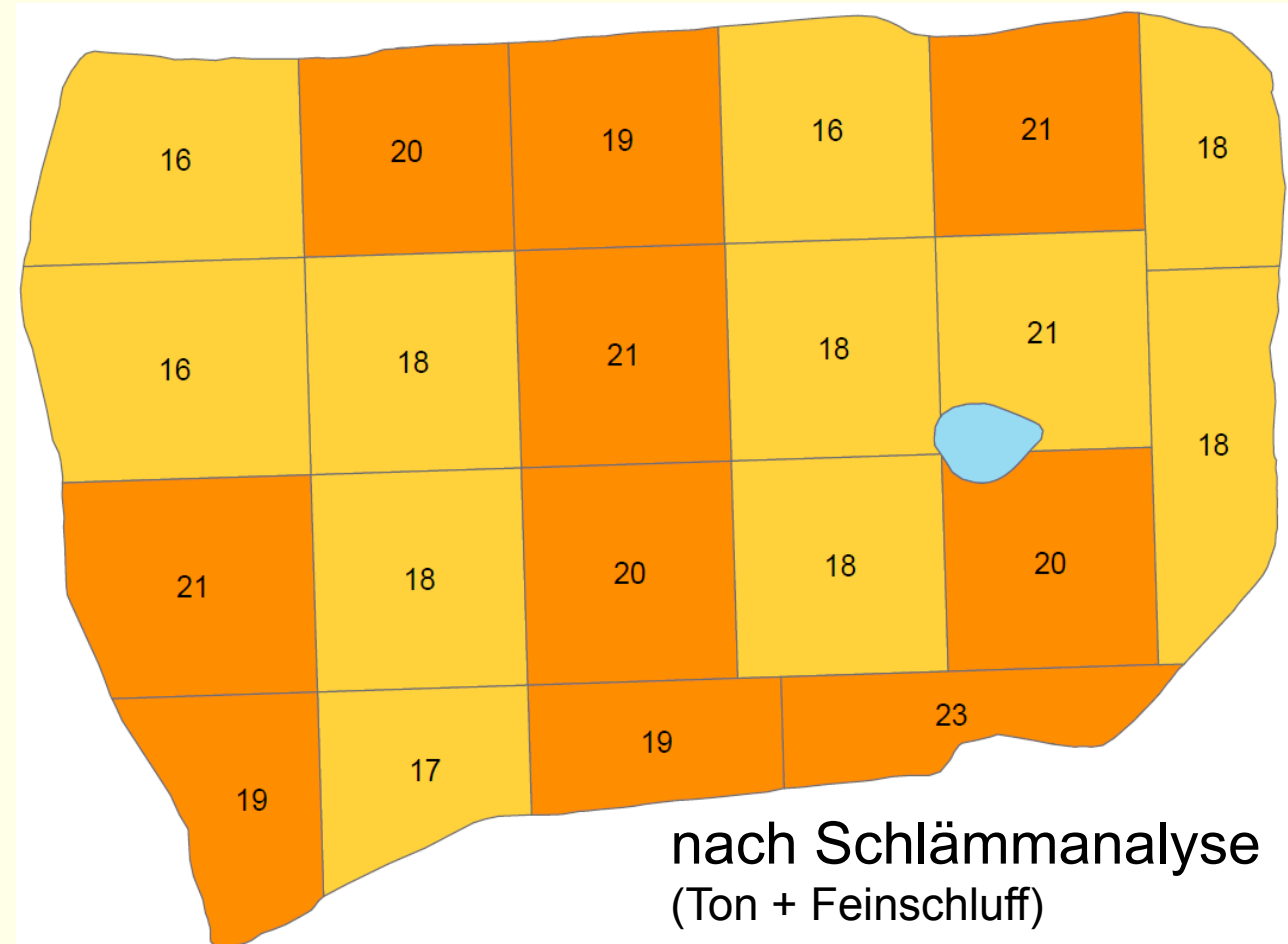 16 20 19 16 21 18
16 18 21 18 21 18
21 18 20 18 20
19 17 19 23
nach Schlämmanalyse
(Ton + Feinschluff)